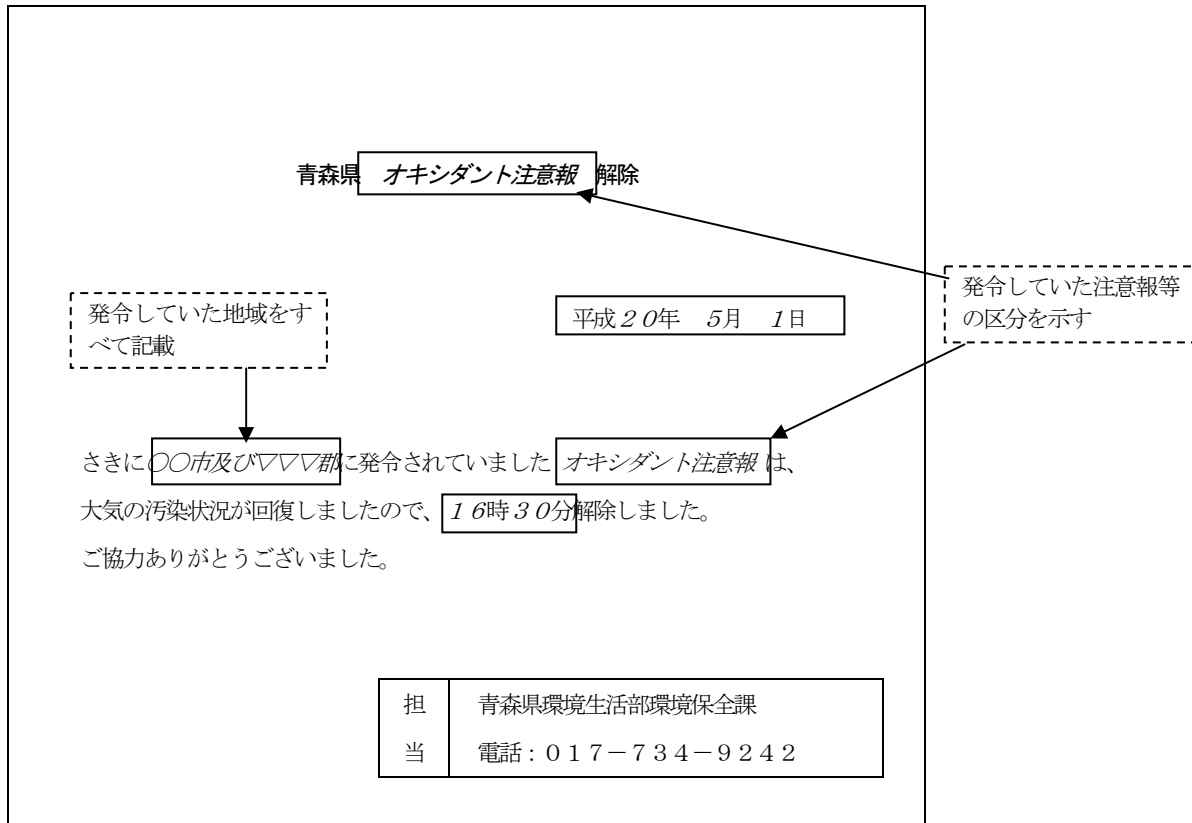 青森県 オキシダント注意報 解除
発令していた注意報等
の区分を示す
発令していた地域をす
べて記載
平成２０年 ５月 １日
さきに〇〇市及び▽▽▽郡に発令されていました オキシダント注意報 は、
大気の汚染状況が回復しましたので、１６時３０分解除しました。
ご協力ありがとうございました。
担当 青森県環境生活部環境保全課
電話：０１７－７３４－９２４２